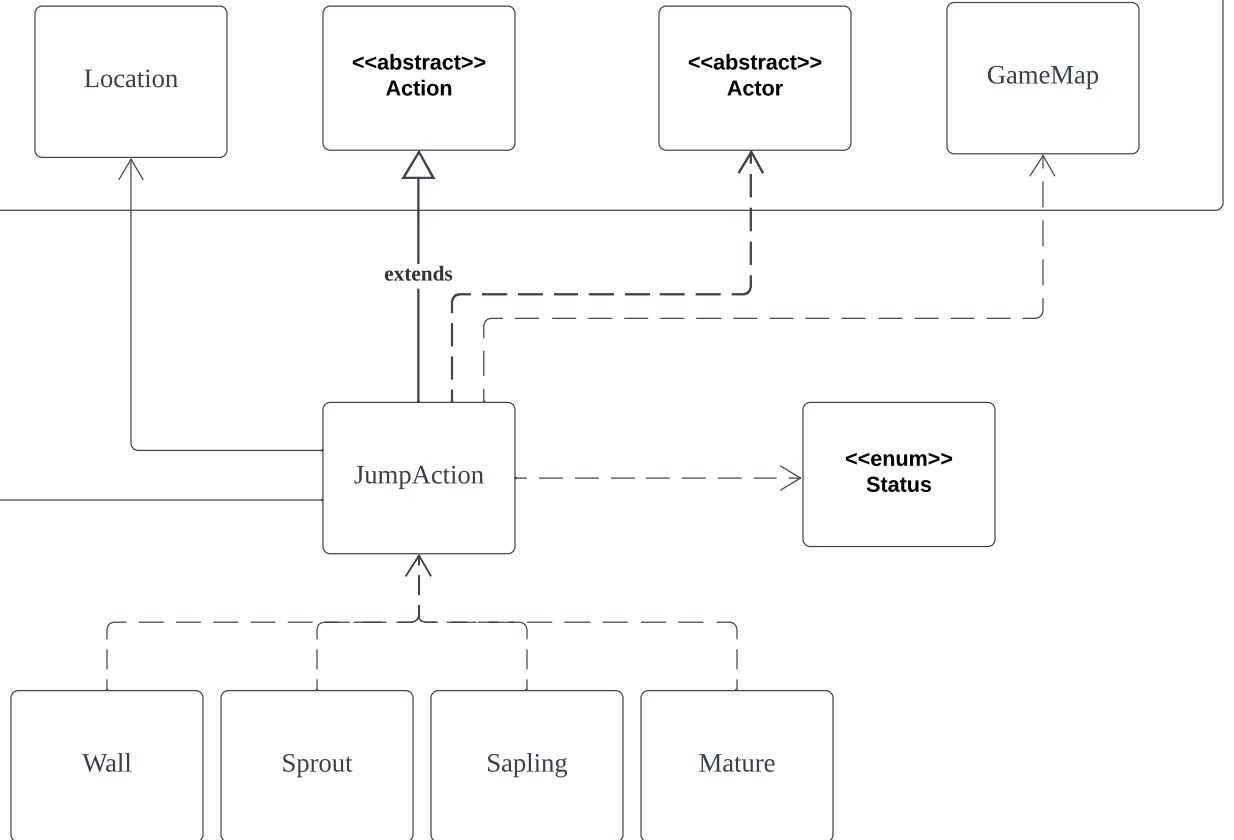 Location
<<abstract>>
Action
<<abstract>>
Actor
GameMap
extends
JumpAction
<<enum>>
Status
Wall
Sprout
Sapling
Mature